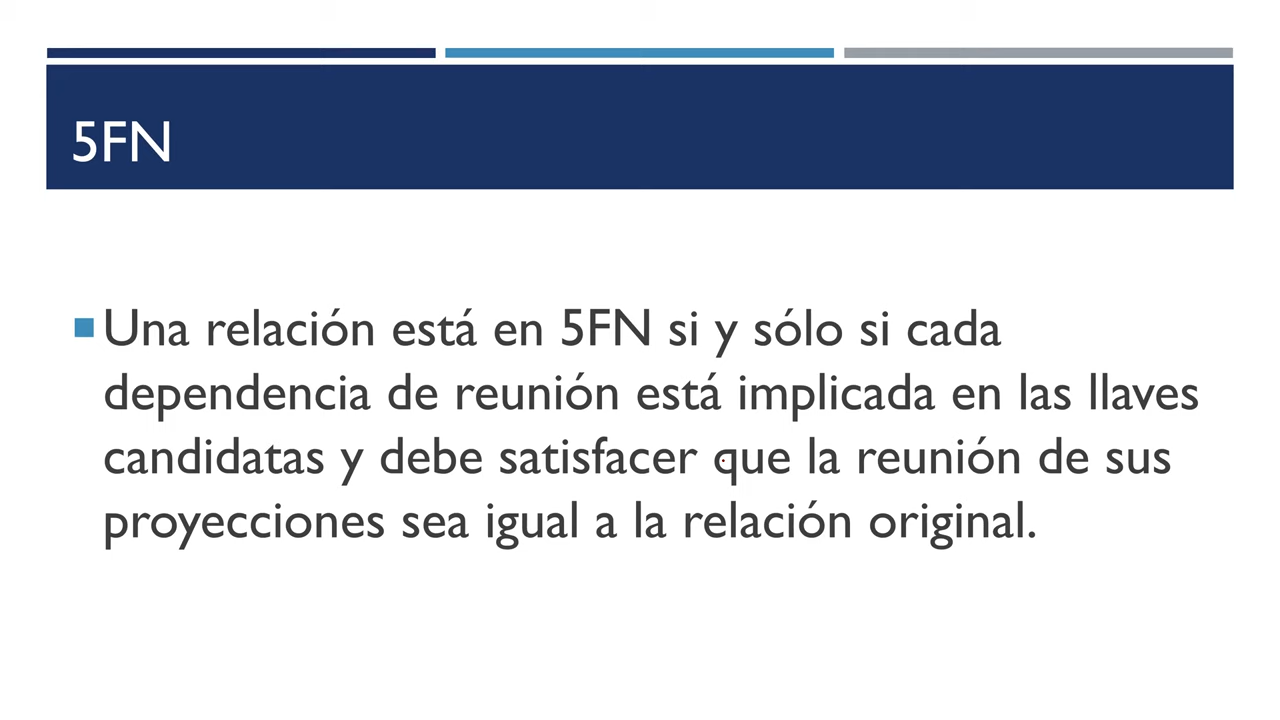 5FN
Una relación está en 5FN si y sólo si cada
dependencia de reunión está implicada en las llaves
candidatas y debe satisfacer que la reunión de sus
proyecciones sea igual a la relación original.